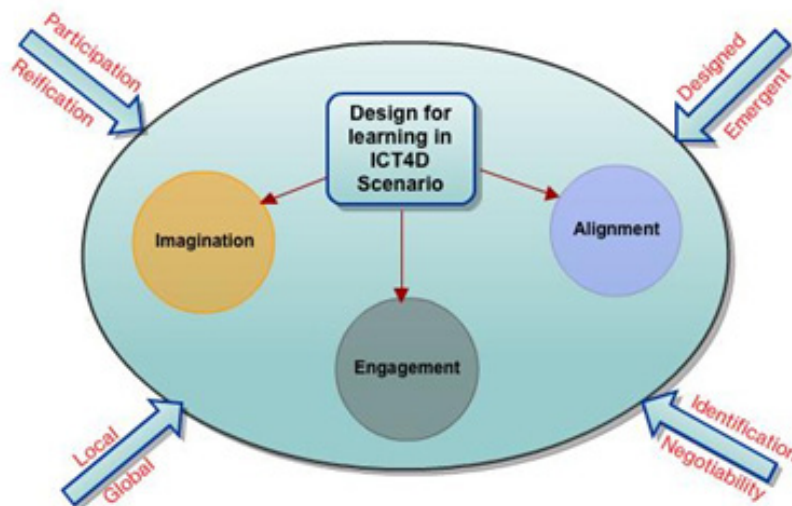 Participation
Reification
Designed
Emergent
Design for
learning in
ICT4D
Scenario
Imagination
Alignment
Engagement
Local
Global
Identification
Negotiability